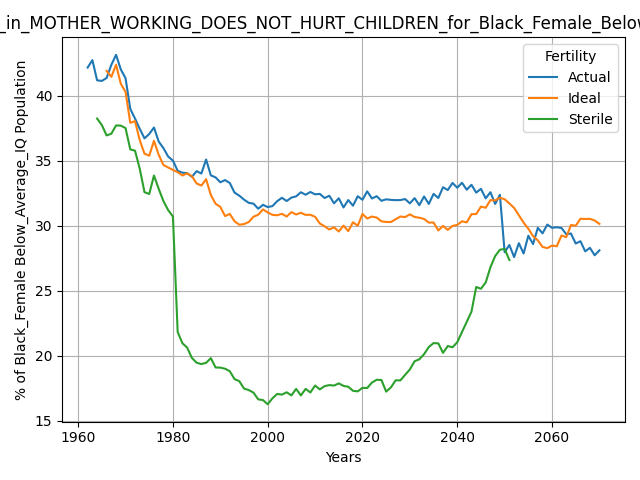 _in_MOTHER_WORKING_DOES_NOT_HURT_CHILDREN_for_Black_Female_Below
Fertility
Actual
Ideal
Sterile
% of Black_Female Below_Average_IQ Population
40
35
30
25
20
15
1960 1980 2000 2020 2040 2060
Years